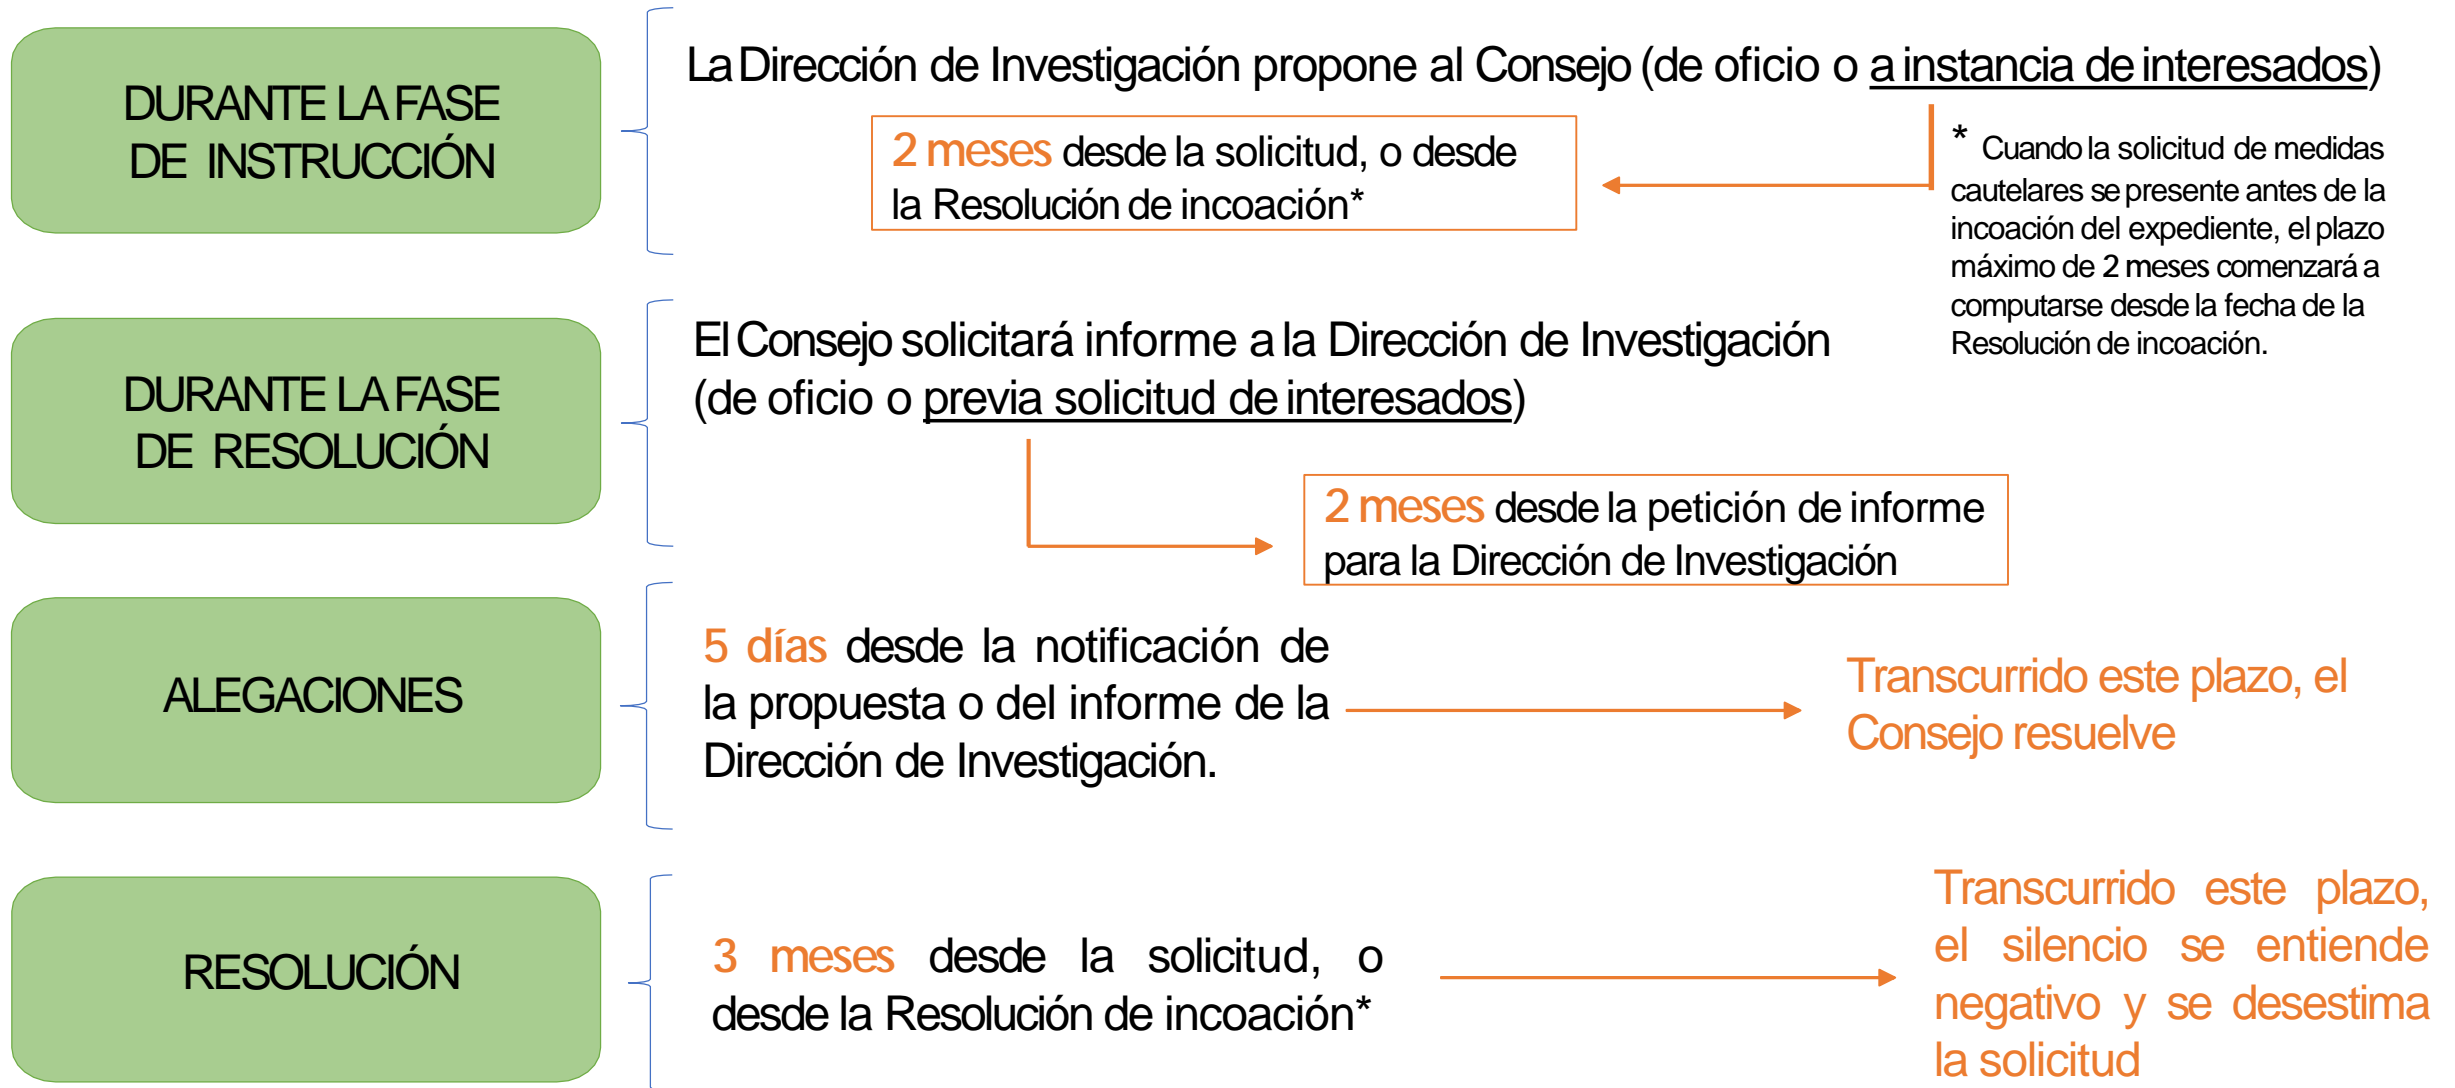 DURANTE LA FASE
DE INSTRUCCIÓN
La Dirección de Investigación propone al Consejo (de oficio o a instancia de interesados)
2 meses desde la solicitud, o desde
la Resolución de incoación*
* Cuando la solicitud de medidas
cautelares se presente antes de la
incoación del expediente, el plazo
máximo de 2 meses comenzará a
computarse desde la fecha de la
Resolución de incoación.
DURANTE LA FASE
DE RESOLUCIÓN
El Consejo solicitará informe a la Dirección de Investigación
(de oficio o previa solicitud de interesados)
2 meses desde la petición de informe
para la Dirección de Investigación
ALEGACIONES
5 días desde la notificación de
la propuesta o del informe de la
Dirección de Investigación.
Transcurrido este plazo, el
Consejo resuelve
RESOLUCIÓN
3 meses desde la solicitud, o
desde la Resolución de incoación*
Transcurrido este plazo,
el silencio se entiende
negativo y se desestima
la solicitud